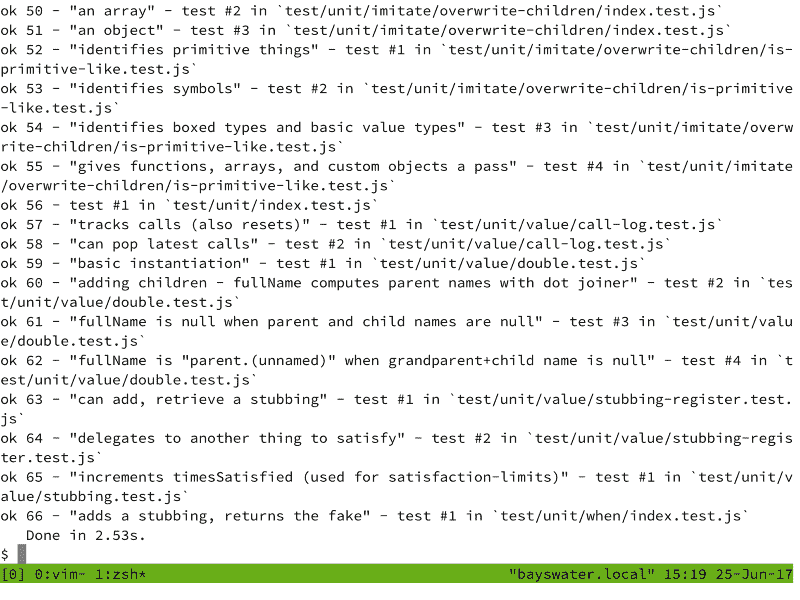 ok 50 - "an array" - test #2 in `test/unit/imitate/overwrite-children/index.test.js`
ok 51 - "an object" - test #3 in `test/unit/imitate/overwrite-children/index.test.js`
ok 52 - "identifies primitive things" - test #1 in `test/unit/imitate/overwrite-children/is-
primitive-like.test.js`
ok 53 - "identifies symbols" - test #2 in `test/unit/imitate/overwrite-children/is-primitive
-like.test.js`
ok 54 - "identifies boxed types and basic value types" - test #3 in `test/unit/imitate/overw
rite-children/is-primitive-like.test.js`
ok 55 - "gives functions, arrays, and custom objects a pass" - test #4 in `test/unit/imitate
/overwrite-children/is-primitive-like.test.js`
ok 56 - test #1 in `test/unit/index.test.js`
ok 57 - "tracks calls (also resets)" - test #1 in `test/unit/value/call-log.test.js`
ok 58 - "can pop latest calls" - test #2 in `test/unit/value/call-log.test.js`
ok 59 - "basic instantiation" - test #1 in `test/unit/value/double.test.js`
ok 60 - "adding children - fullName computes parent names with dot joiner" - test #2 in `tes
t/unit/value/double.test.js`
ok 61 - "fullName is null when parent and child names are null" - test #3 in `test/unit/valu
e/double.test.js`
ok 62 - "fullName is "parent.(unnamed)" when grandparent+child name is null" - test #4 in `t
est/unit/value/double.test.js`
ok 63 - "can add, retrieve a stubbing" - test #1 in `test/unit/value/stubbing-register.test.
js`
ok 64 - "delegates to another thing to satisfy" - test #2 in `test/unit/value/stubbing-regis
ter.test.js`
ok 65 - "increments timesSatisfied (used for satisfaction-limits)" - test #1 in `test/unit/v
alue/stubbing.test.js`
ok 66 - "adds a stubbing, returns the fake" - test #1 in `test/unit/when/index.test.js`
Done in 2.53s.
$
[0] 0:vim- 1:zsh* "bayswater.local" 15:19 25-Jun-17